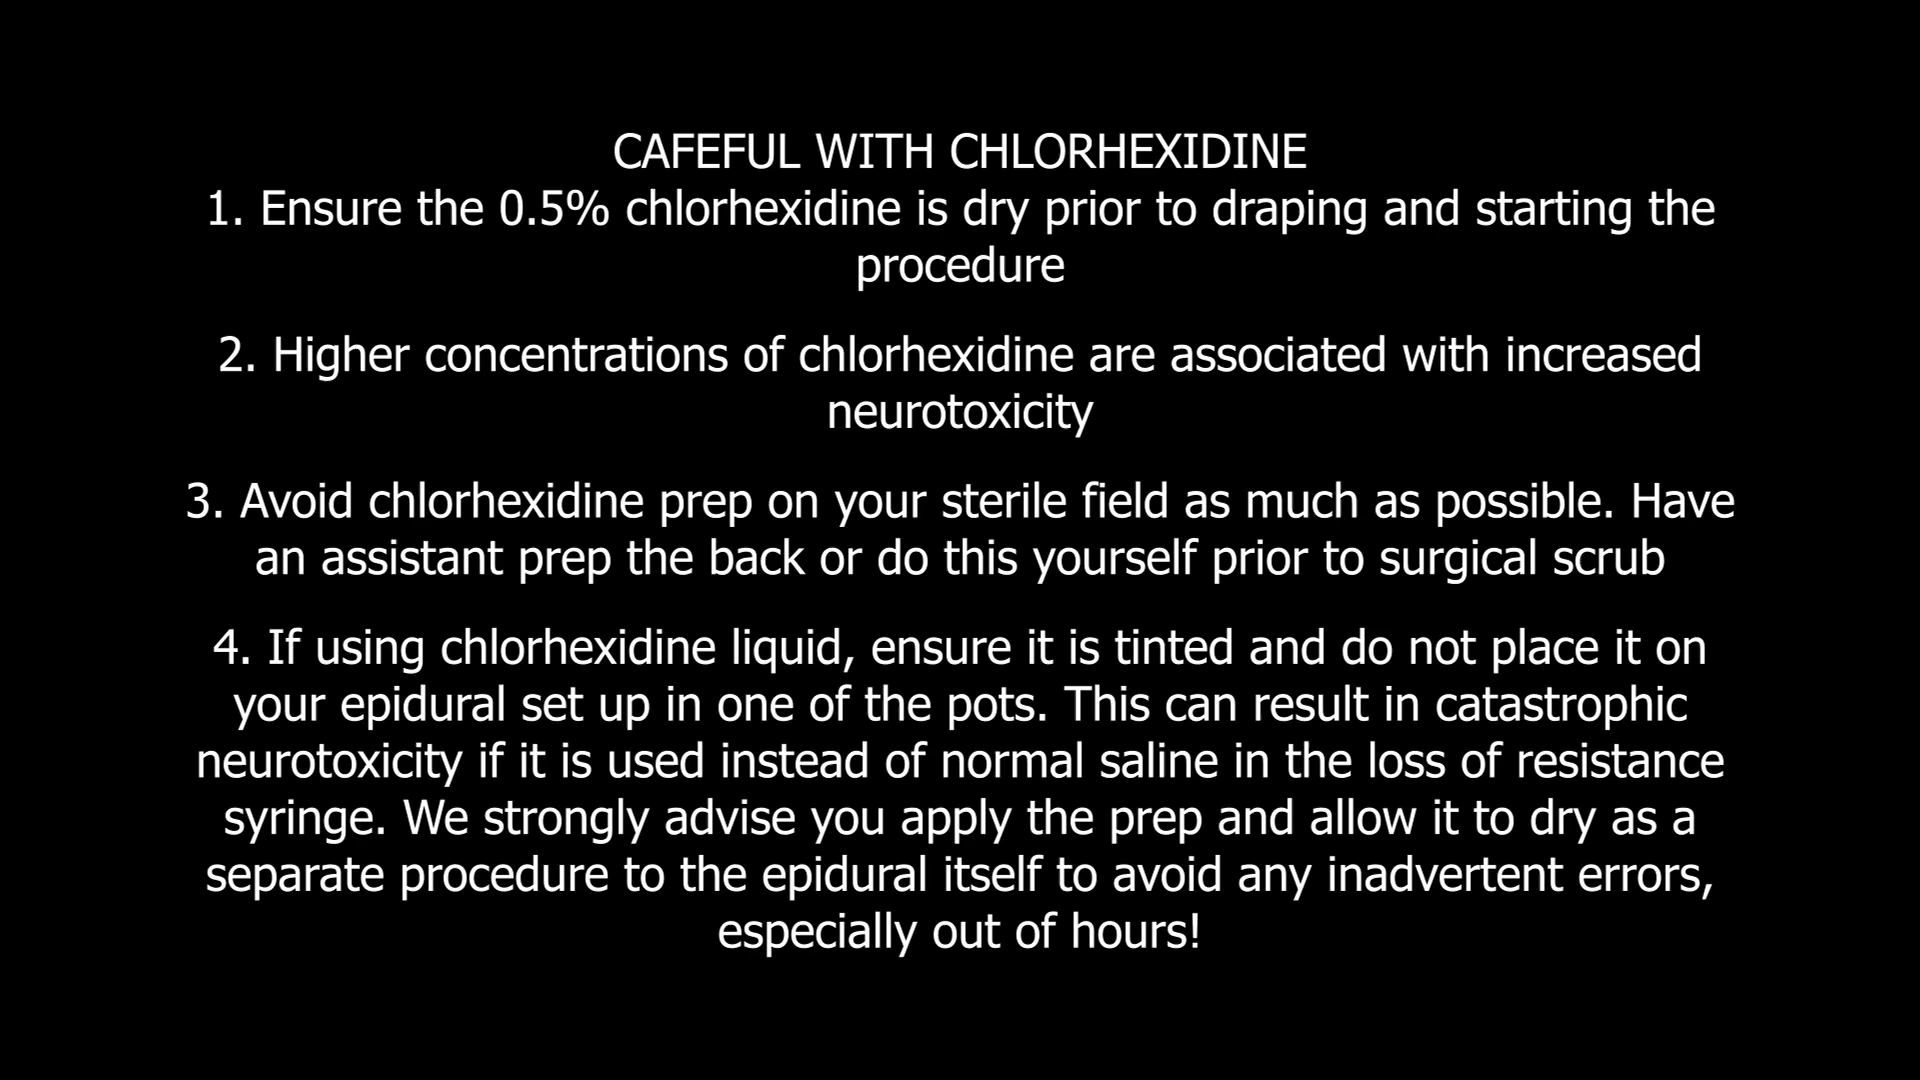 CAFEFUL WITH CHLORHEXIDINE
1. Ensure the 0.5% chlorhexidine is dry prior to draping and starting the
procedure
2. Higher concentrations of chlorhexidine are associated with increased
neurotoxicity
3. Avoid chlorhexidine prep on your sterile field as much as possible. Have
an assistant prep the back or do this yourself prior to surgical scrub
4. If using chlorhexidine liquid, ensure it is tinted and do not place it on
your epidural set up in one of the pots. This can result in catastrophic
neurotoxicity if it is used instead of normal saline in the loss of resistance
syringe. We strongly advise you apply the prep and allow it to dry as a
separate procedure to the epidural itself to avoid any inadvertent errors,
especially out of hours!